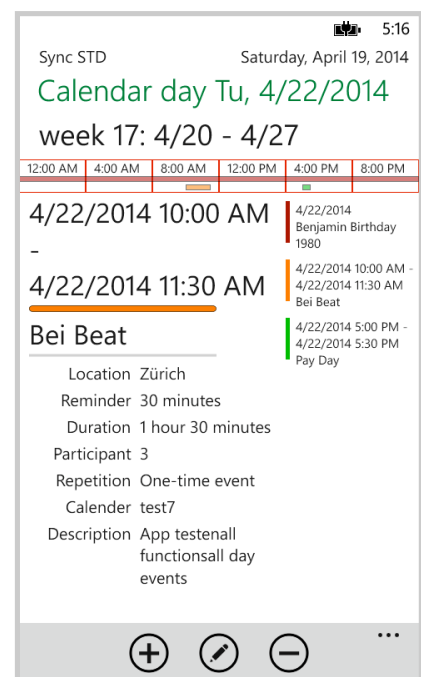 5:16
Sync STD Saturday, April 19, 2014
Calendar day Tu, 4/22/2014
week 17: 4/20 - 4/27
12:00 AM 4:00 AM 8:00 AM 12:00 PM 4:00 PM 8:00 PM
4/22/2014 10:00 AM
-
4/22/2014 11:30 AM
Bei Beat
Location Zürich
Reminder 30 minutes
Duration 1 hour 30 minutes
Participant 3
Repetition One-time event
Calender test7
Description App testenall
functionsall day
events
4/22/2014
Benjamin Birthday
1980
4/22/2014 10:00 AM -
4/22/2014 11:30 AM
Bei Beat
4/22/2014 5:00 PM -
4/22/2014 5:30 PM
Pay Day